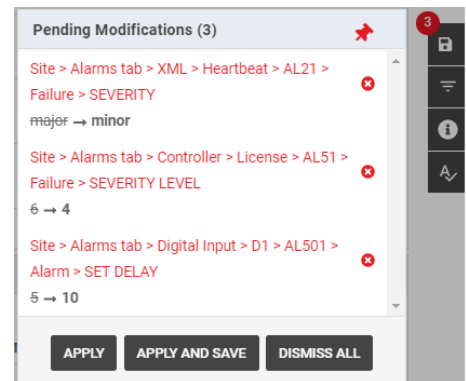 Pending Modifications (3)
3
Site > Alarms tab > XML > Heartbeat > AL21 >
Failure > SEVERITY
major → minor
Site > Alarms tab > Controller > License > AL51 >
Failure > SEVERITY LEVEL
6 → 4
Site > Alarms tab > Digital Input > D1 > AL501 >
Alarm > SET DELAY
5 → 10
APPLY APPLY AND SAVE DISMISS ALL